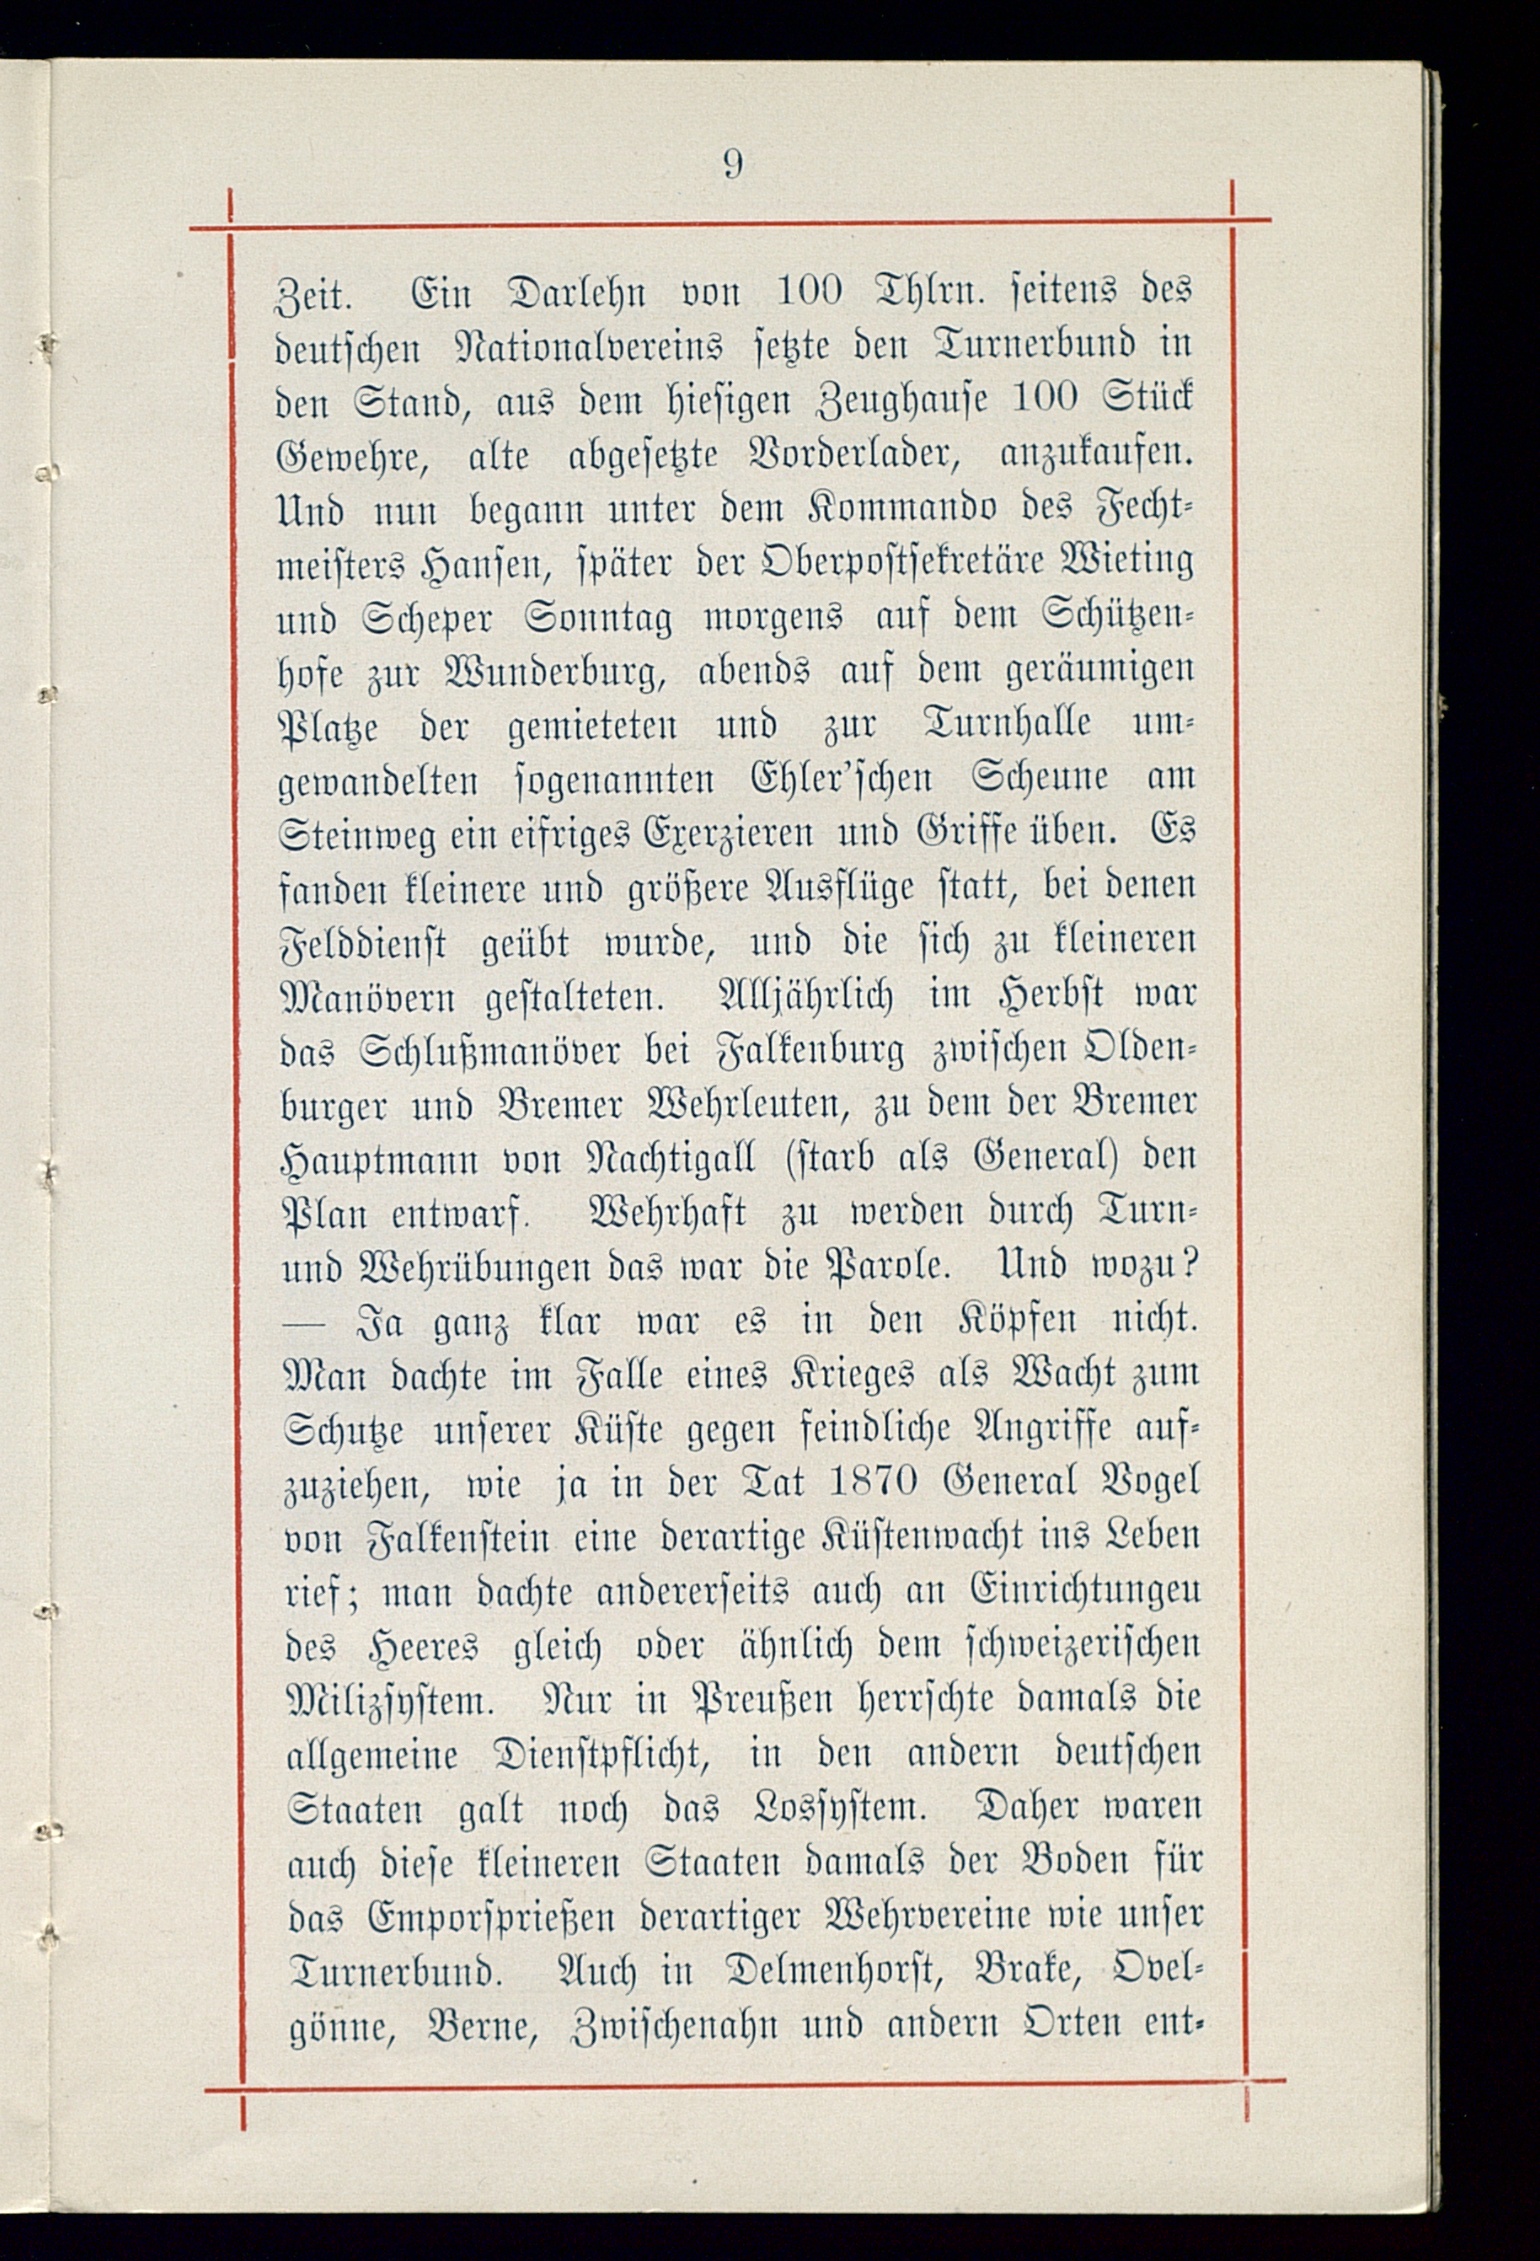 9
Zeit. Ein Darlehn von 100 Thlrn. seitens des
deutschen Nationalvereins setzte den Turnerbund in
den Stand, aus dem hiesigen Zeughause 100 Stück
Gewehre, alte abgesetzte Vorderlader, anzukaufen.
Und nun begann unter dem Kommando des Fecht-
meisters Hansen, später der Oberpostsekretäre Wieting
und Scheper Sonntag morgens auf dem Schützen-
hofe zur Wunderburg, abends auf dem geräumigen
Platze der gemieteten und zur Turnhalle um-
gewandelten sogenannten Ehler'schen Scheune am
Steinweg ein eifriges Exerzieren und Griffe üben. Es
fanden kleinere und größere Ausflüge statt, bei denen
Felddienst geübt wurde, und die sich zu kleineren
Manövern gestalteten. Alljährlich im Herbst war
das Schlußmanöver bei Falkenburg zwischen Olden-
burger und Bremer Wehrleuten, zu dem der Bremer
Hauptmann von Nachtigall (starb als General) den
Plan entwarf. Wehrhaft zu werden durch Turn-
und Wehrübungen das war die Parole. Und wozu?
— Ja ganz klar war es in den Köpfen nicht.
Man dachte im Falle eines Krieges als Wacht zum
Schutze unserer Küste gegen feindliche Angriffe auf-
zuziehen, wie ja in der Tat 1870 General Vogel
von Falkenstein eine derartige Küstenwacht ins Leben
rief; man dachte andererseits auch an Einrichtungeu
des Heeres gleich oder ähnlich dem schweizerischen
Milizsystem. Nur in Preußen herrschte damals die
allgemeine Dienstpflicht, in den andern deutschen
Staaten galt noch das Lossystem. Daher waren
auch diese kleineren Staaten damals der Boden für
das Emporsprießen derartiger Wehrvereine wie unser
Turnerbund. Auch in Delmenhorst, Brake, Ovel-
gönne, Berne, Zwischenahn und andern Orten ent-